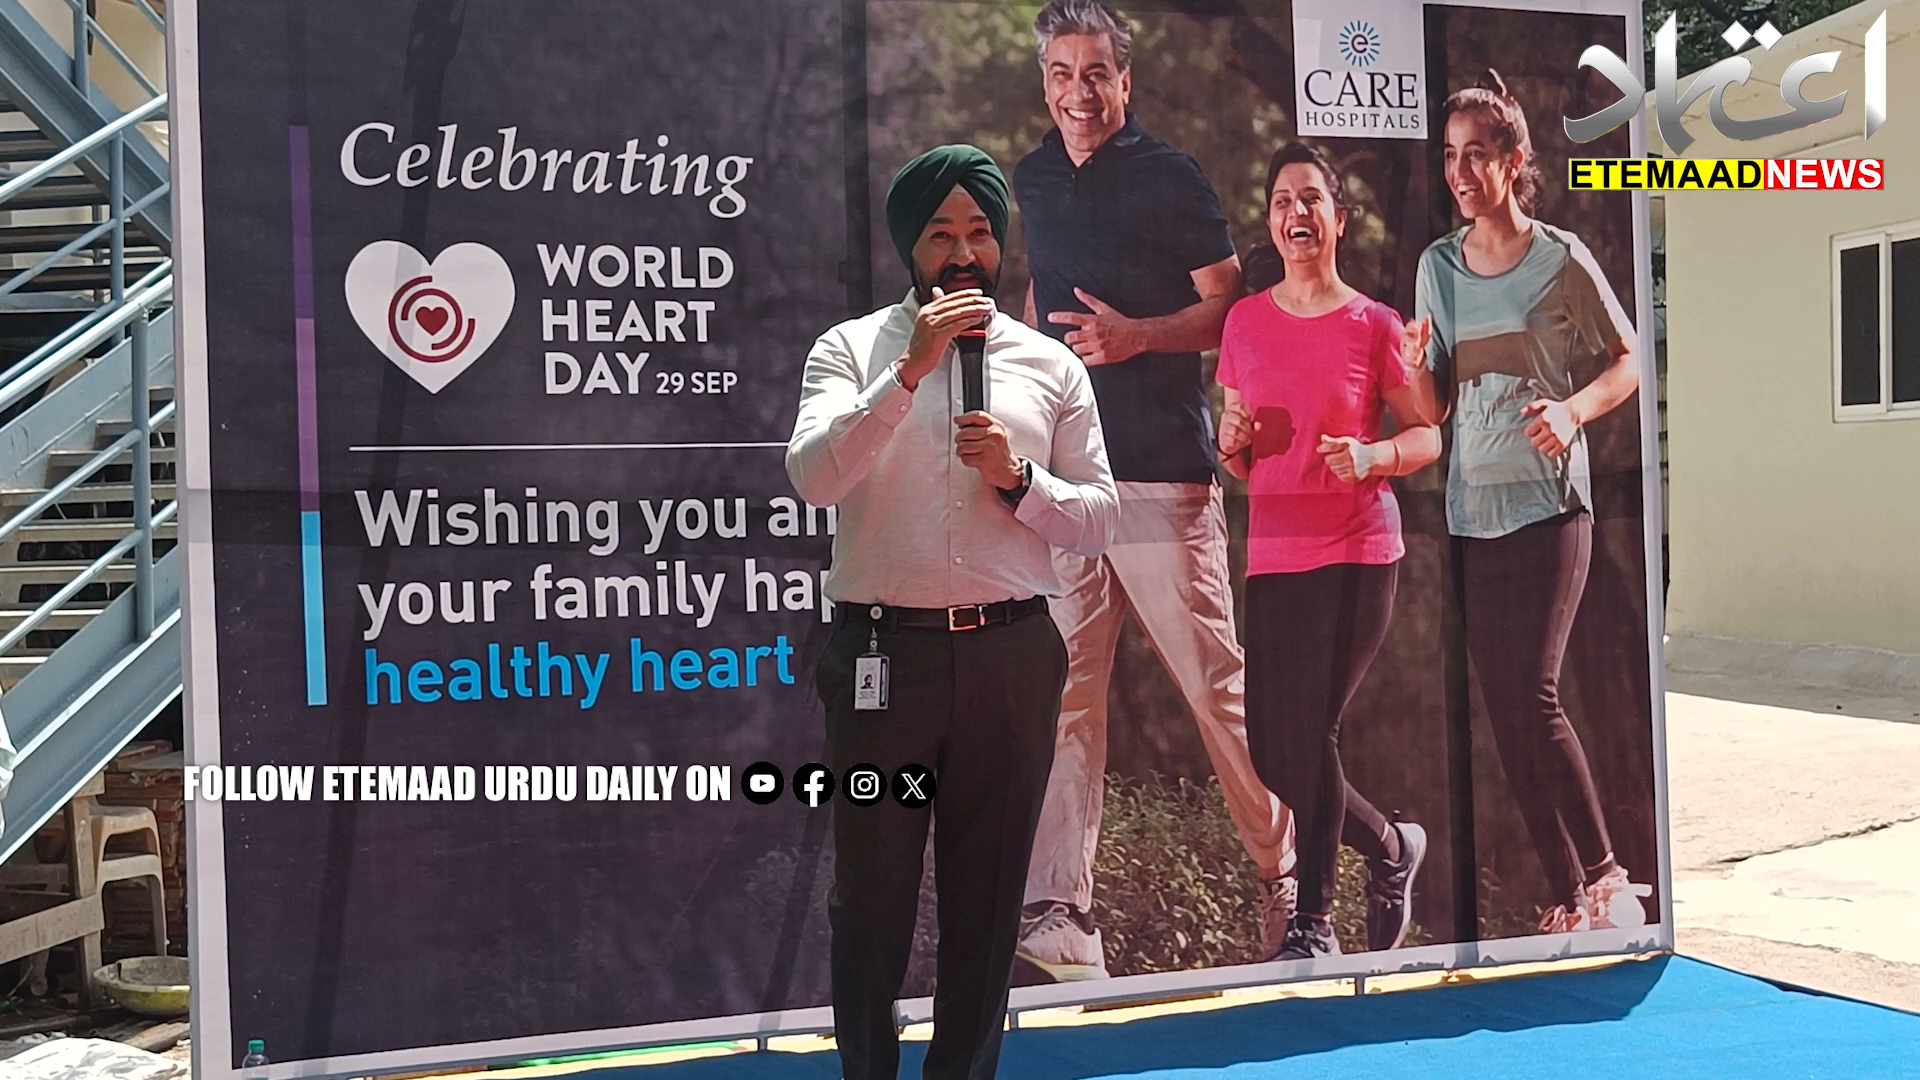 Celebrating
WORLD
HEART
DAY 29 SEP
Wishing you an
your family hap
healthy heart
CARE
HOSPITALS
اعتماد
ETEMAADNEWS
FOLLOW ETEMAAD URDU DAILY ON